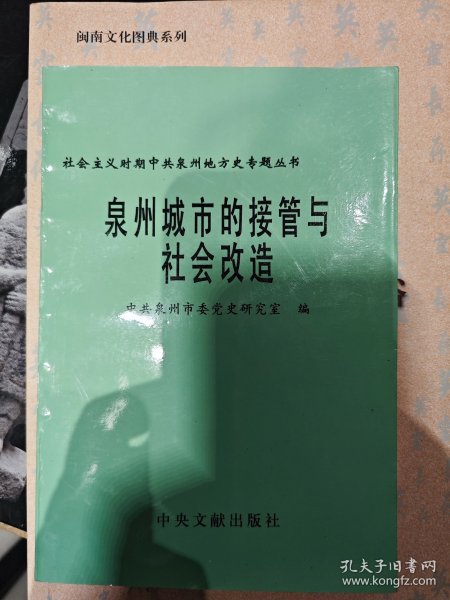 闽南文化图典系列
社会主义时期中共泉州地方史专题丛书
泉州城市的接管与
社会改造
中共泉州市委党史研究室 编
中央文献出版社
孔夫子旧书网
www.kongfz.com